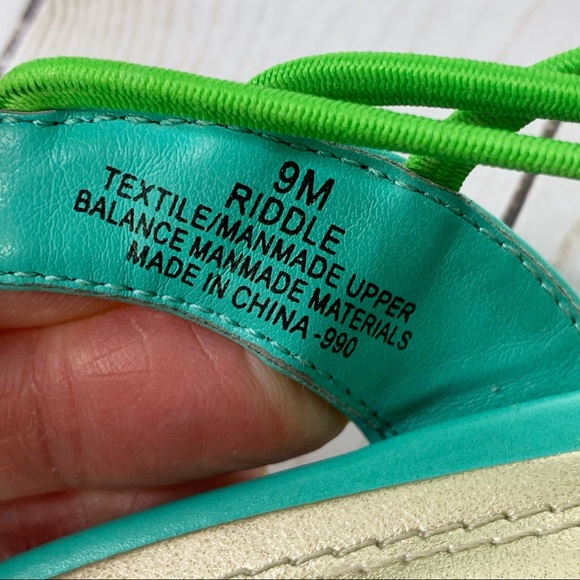 9M
RIDDLE
TEXTILE/MANMADE UPPER
BALANCE MANMADE MATERIALS
MADE IN CHINA-990